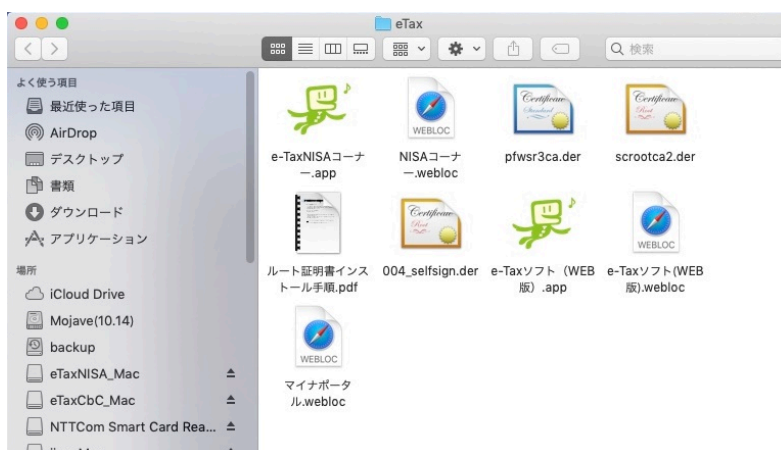 eTax
検索
よく使う項目
最近使った項目
AirDrop
デスクトップ
書類
ダウンロード
アプリケーション
場所
iCloud Drive
Mojave(10.14)
backup
eTaxNISA_Mac
eTaxCbC_Mac
NTTCom Smart Card Rea...
e-TaxNISAコーナ
ー.app
WEBLOC
NISAコーナ
ー.webloc
Certificate
Standard
pfwsr3ca.der
Certificate
Root
scrootca2.der
ルート証明書インス
トール手順.pdf
Certificate
Root
004_selfsign.der
e-Taxソフト（WEB
版）.app
WEBLOC
e-Taxソフト(WEB
版).webloc
WEBLOC
マイナポータ
ル.webloc